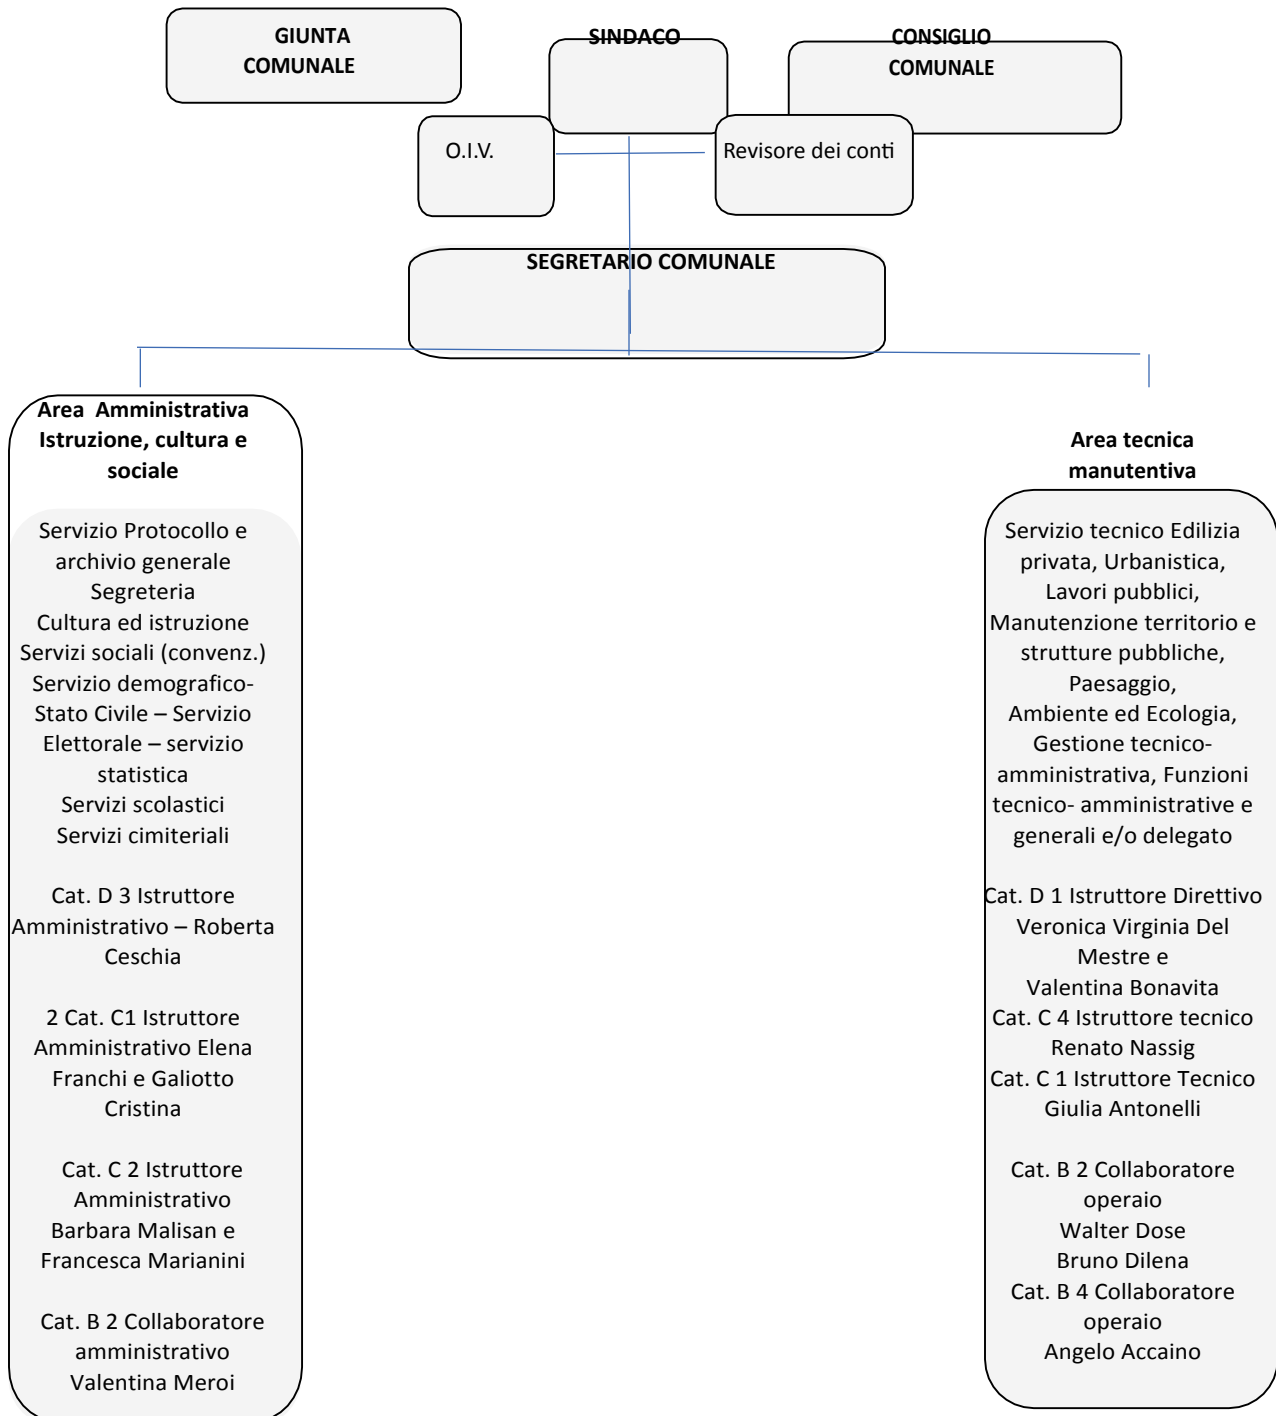 GIUNTA
COMUNALE
SINDACO
CONSIGLIO
COMUNALE
O.I.V.
Revisore dei conti
SEGRETARIO COMUNALE
Area Amministrativa
Istruzione, cultura e
sociale
Servizio Protocollo e
archivio generale
Segreteria
Cultura ed istruzione
Servizi sociali (convenz.)
Servizio demografico-
Stato Civile – Servizio
Elettorale – servizio
statistica
Servizi scolastici
Servizi cimiteriali
Cat. D 3 Istruttore
Amministrativo – Roberta
Ceschia
2 Cat. C1 Istruttore
Amministrativo Elena
Franchi e Galiotto
Cristina
Cat. C 2 Istruttore
Amministrativo
Barbara Malisan e
Francesca Marianini
Cat. B 2 Collaboratore
amministrativo
Valentina Meroi
Area tecnica
manutentiva
Servizio tecnico Edilizia
privata, Urbanistica,
Lavori pubblici,
Manutenzione territorio e
strutture pubbliche,
Paesaggio,
Ambiente ed Ecologia,
Gestione tecnico-
amministrativa, Funzioni
tecnico- amministrative e
generali e/o delegato
Cat. D 1 Istruttore Direttivo
Veronica Virginia Del
Mestre e
Valentina Bonavita
Cat. C 4 Istruttore tecnico
Renato Nassig
Cat. C 1 Istruttore Tecnico
Giulia Antonelli
Cat. B 2 Collaboratore
operaio
Walter Dose
Bruno Dilena
Cat. B 4 Collaboratore
operaio
Angelo Accaino